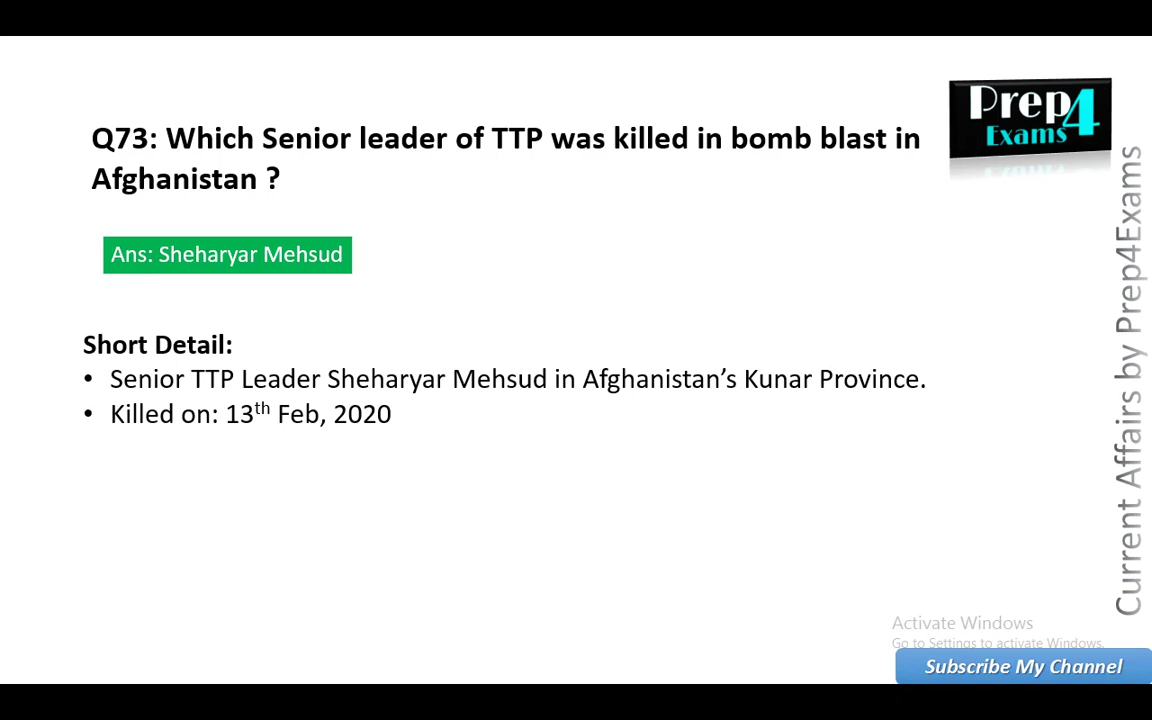 Prep4
Exams
Q73: Which Senior leader of TTP was killed in bomb blast in
Afghanistan ?
Ans: Sheharyar Mehsud
Short Detail:
• Senior TTP Leader Sheharyar Mehsud in Afghanistan’s Kunar Province.
• Killed on: 13th Feb, 2020
Current Affairs by Prep4Exams
Activate Windows
Go to Settings to activate Windows.
Subscribe My Channel